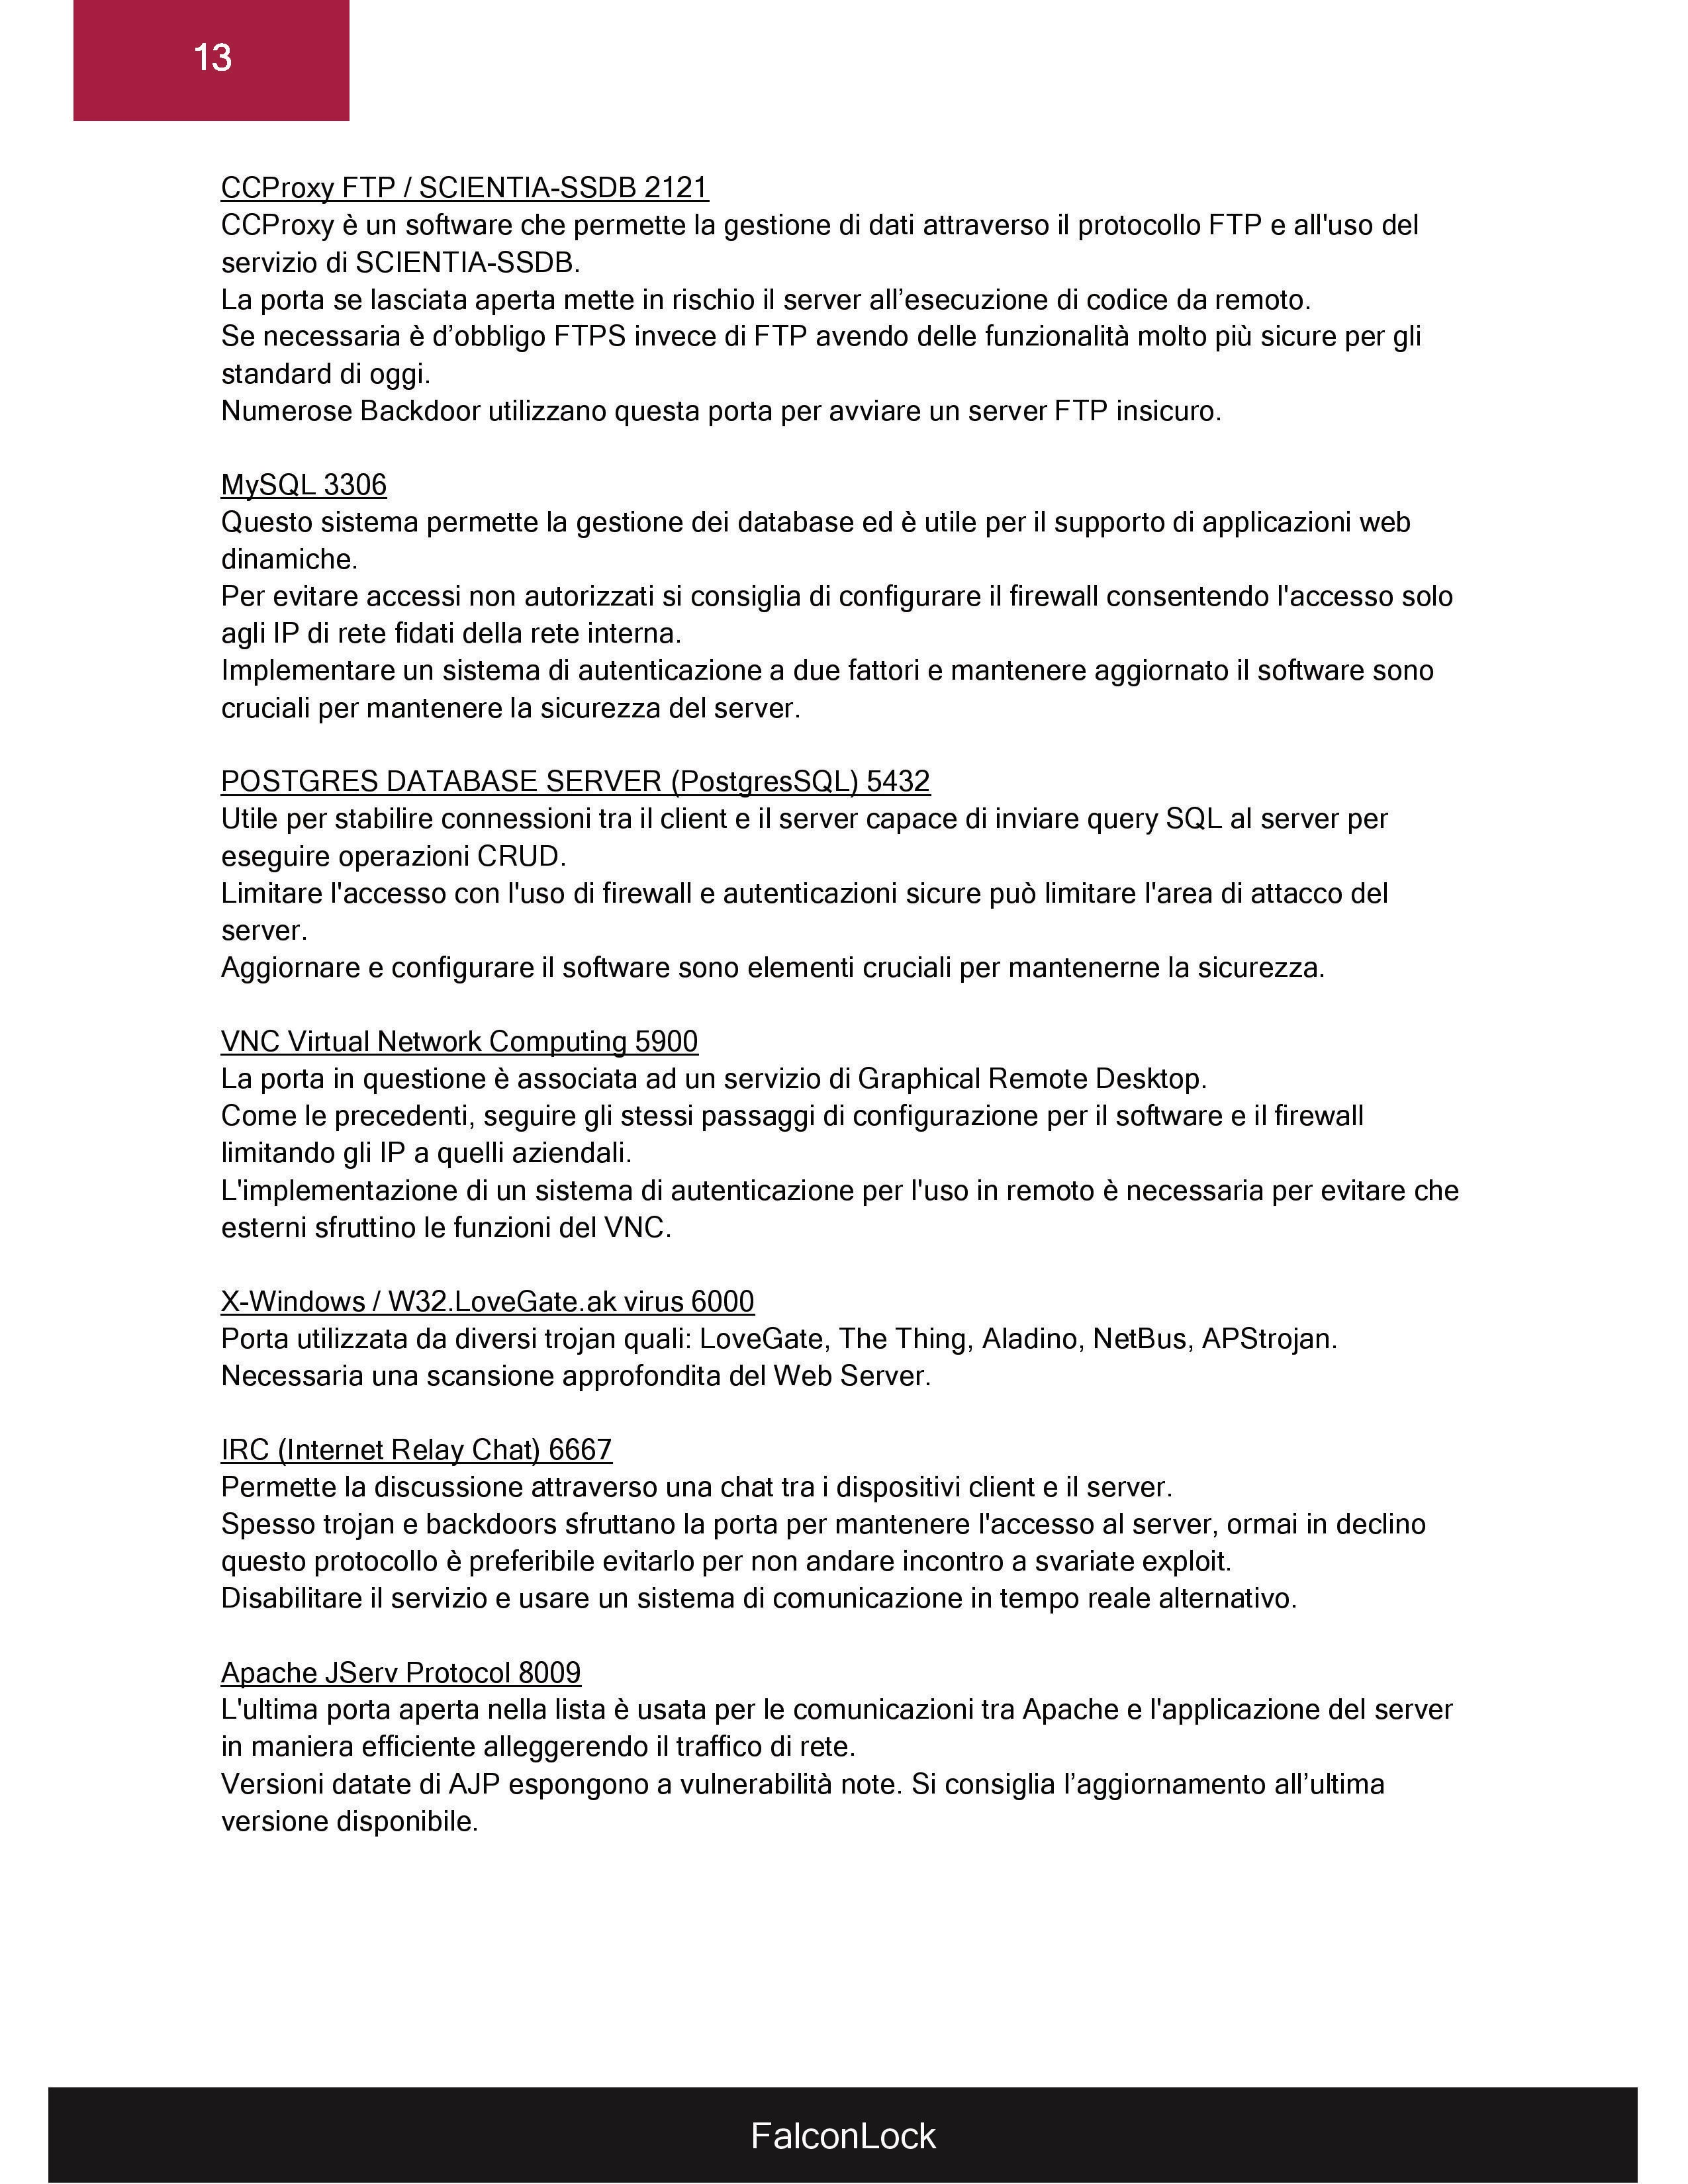 13
CCProxy FTP / SCIENTIA-SSDB 2121
CCProxy è un software che permette la gestione di dati attraverso il protocollo FTP e all'uso del
servizio di SCIENTIA-SSDB.
La porta se lasciata aperta mette in rischio il server all’esecuzione di codice da remoto.
Se necessaria è d’obbligo FTPS invece di FTP avendo delle funzionalità molto più sicure per gli
standard di oggi.
Numerose Backdoor utilizzano questa porta per avviare un server FTP insicuro.
MySQL 3306
Questo sistema permette la gestione dei database ed è utile per il supporto di applicazioni web
dinamiche.
Per evitare accessi non autorizzati si consiglia di configurare il firewall consentendo l'accesso solo
agli IP di rete fidati della rete interna.
Implementare un sistema di autenticazione a due fattori e mantenere aggiornato il software sono
cruciali per mantenere la sicurezza del server.
POSTGRES DATABASE SERVER (PostgresSQL) 5432
Utile per stabilire connessioni tra il client e il server capace di inviare query SQL al server per
eseguire operazioni CRUD.
Limitare l'accesso con l'uso di firewall e autenticazioni sicure può limitare l'area di attacco del
server.
Aggiornare e configurare il software sono elementi cruciali per mantenerne la sicurezza.
VNC Virtual Network Computing 5900
La porta in questione è associata ad un servizio di Graphical Remote Desktop.
Come le precedenti, seguire gli stessi passaggi di configurazione per il software e il firewall
limitando gli IP a quelli aziendali.
L'implementazione di un sistema di autenticazione per l'uso in remoto è necessaria per evitare che
esterni sfruttino le funzioni del VNC.
X-Windows / W32.LoveGate.ak virus 6000
Porta utilizzata da diversi trojan quali: LoveGate, The Thing, Aladino, NetBus, APStrojan.
Necessaria una scansione approfondita del Web Server.
IRC (Internet Relay Chat) 6667
Permette la discussione attraverso una chat tra i dispositivi client e il server.
Spesso trojan e backdoors sfruttano la porta per mantenere l'accesso al server, ormai in declino
questo protocollo è preferibile evitarlo per non andare incontro a svariate exploit.
Disabilitare il servizio e usare un sistema di comunicazione in tempo reale alternativo.
Apache JServ Protocol 8009
L'ultima porta aperta nella lista è usata per le comunicazioni tra Apache e l'applicazione del server
in maniera efficiente alleggerendo il traffico di rete.
Versioni datate di AJP espongono a vulnerabilità note. Si consiglia l’aggiornamento all’ultima
versione disponibile.
FalconLock